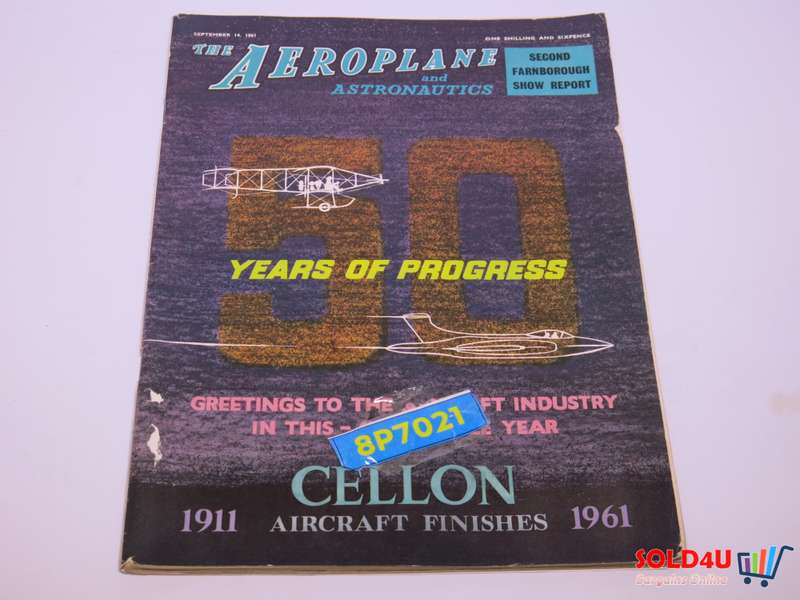 SEPTEMBER 14, 1961
ONE SHILLING AND SIXPENCE
THE AEROPLANE
and
ASTRONAUTICS
SECOND
FARNBOROUGH
SHOW REPORT
50
YEARS OF PROGRESS
GREETINGS TO THE AIRCRAFT INDUSTRY
IN THIS – YEAR
8P7021
CELLON
1911 AIRCRAFT FINISHES 1961
SOLD4U
Bargains Online